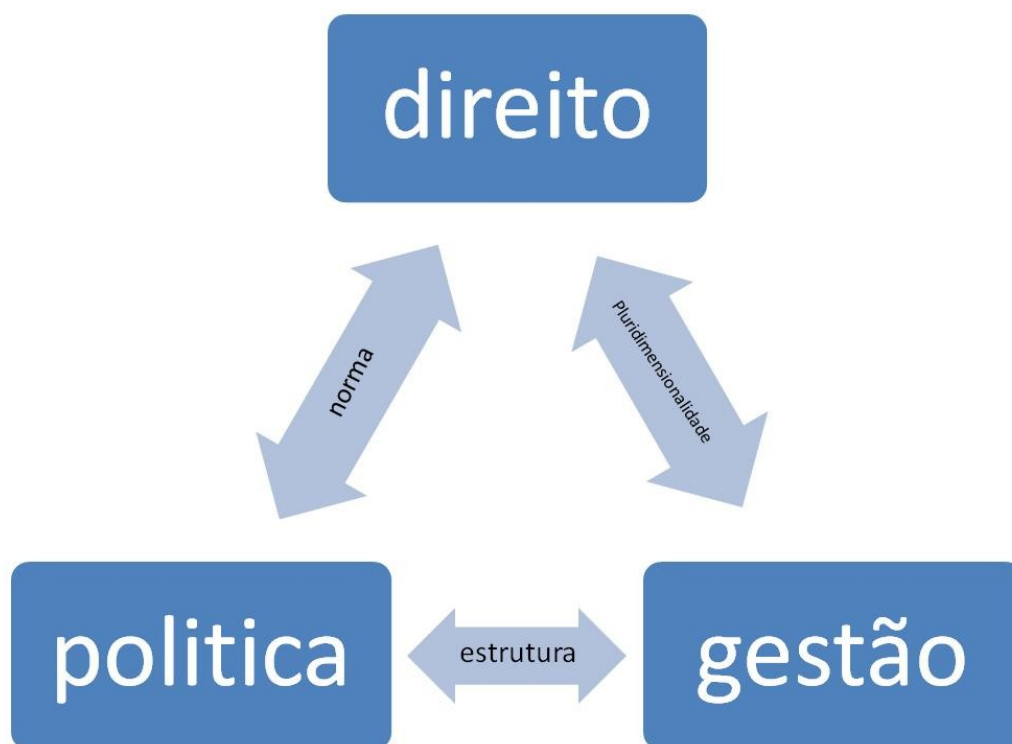 direito
norma
Pluridimensionalidade
politica
estrutura
gestão